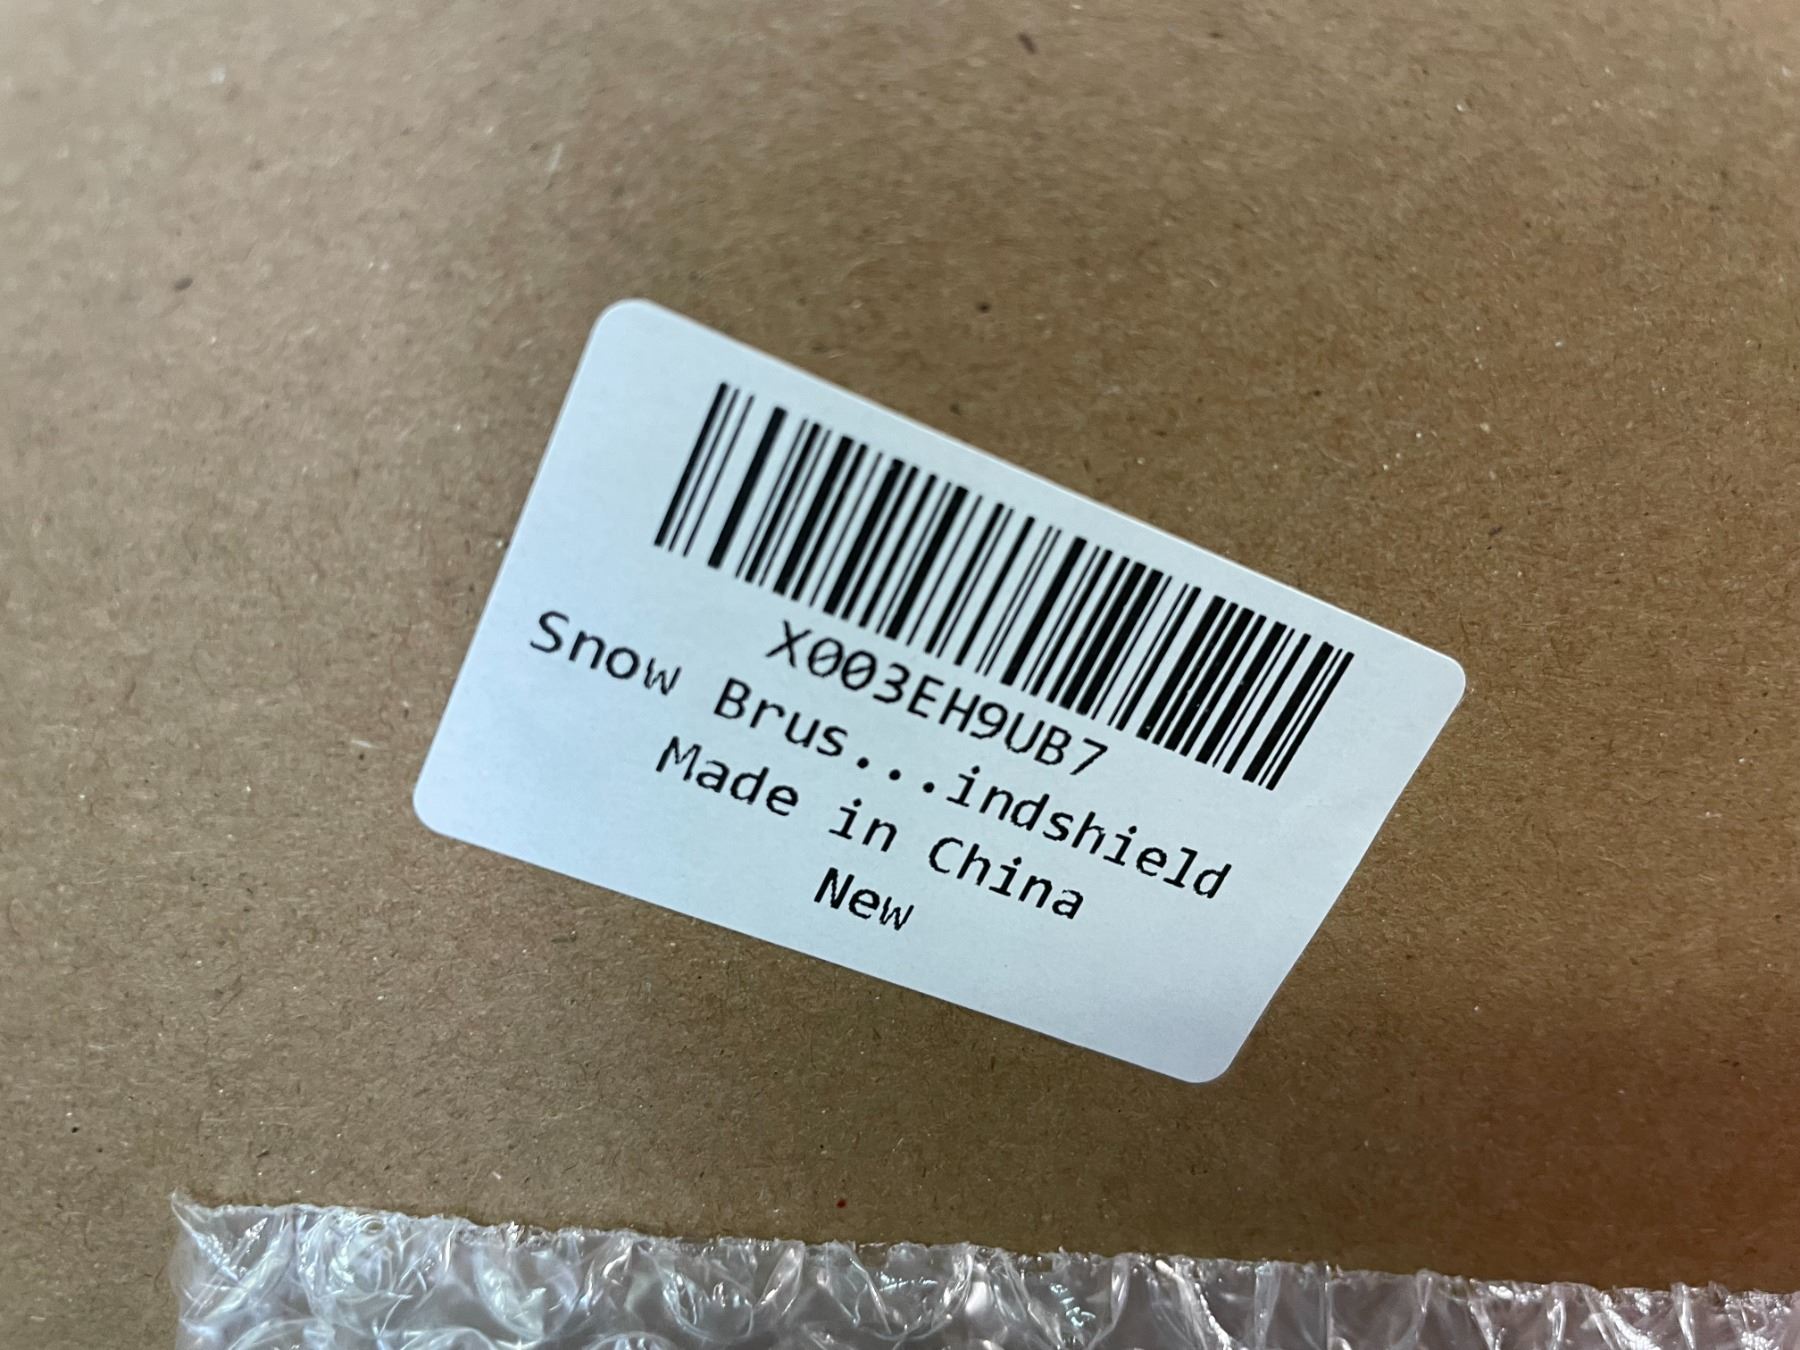 X003EH9UB7
Snow Brus...indshield
Made in China
New